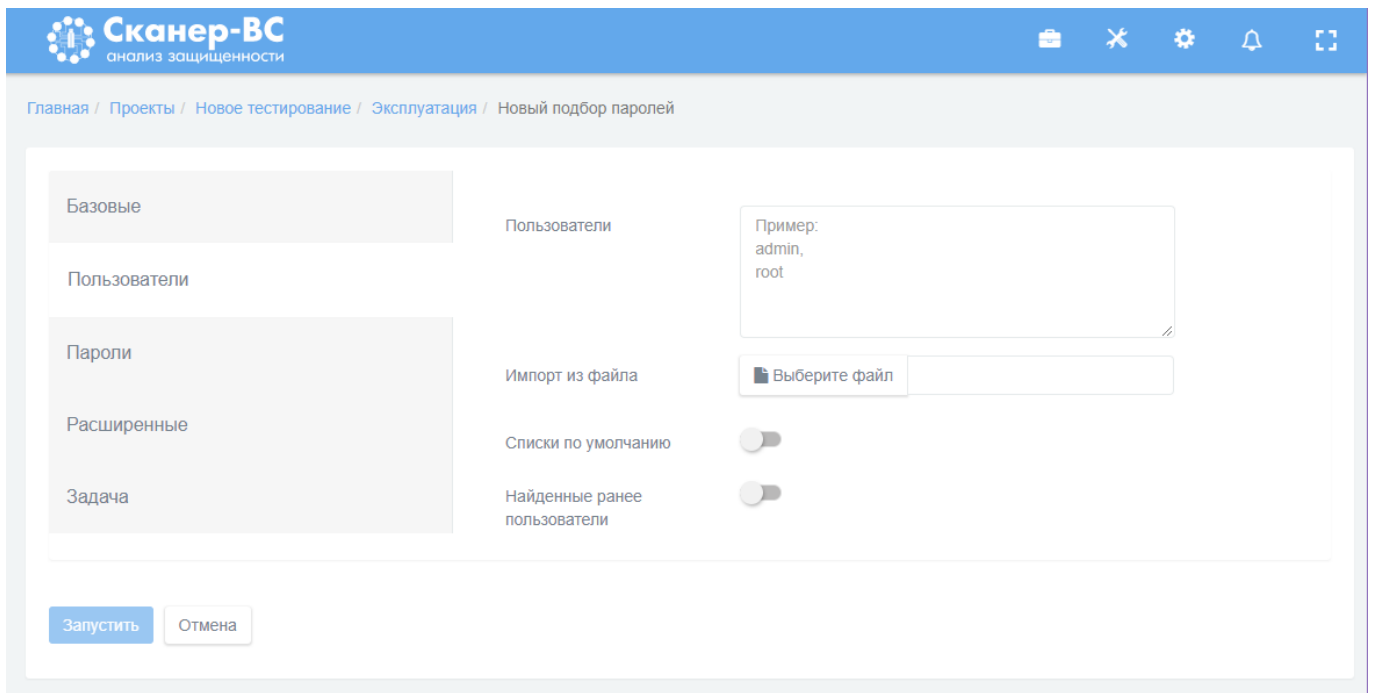 Сканер-ВС
анализ защищенности
Главная / Проекты / Новое тестирование / Эксплуатация / Новый подбор паролей
Базовые
Пользователи
Пароли
Расширенные
Задача
Пользователи
Пример:
admin,
root
Импорт из файла
Выберите файл
Списки по умолчанию
Найденные ранее
пользователи
Запустить
Отмена